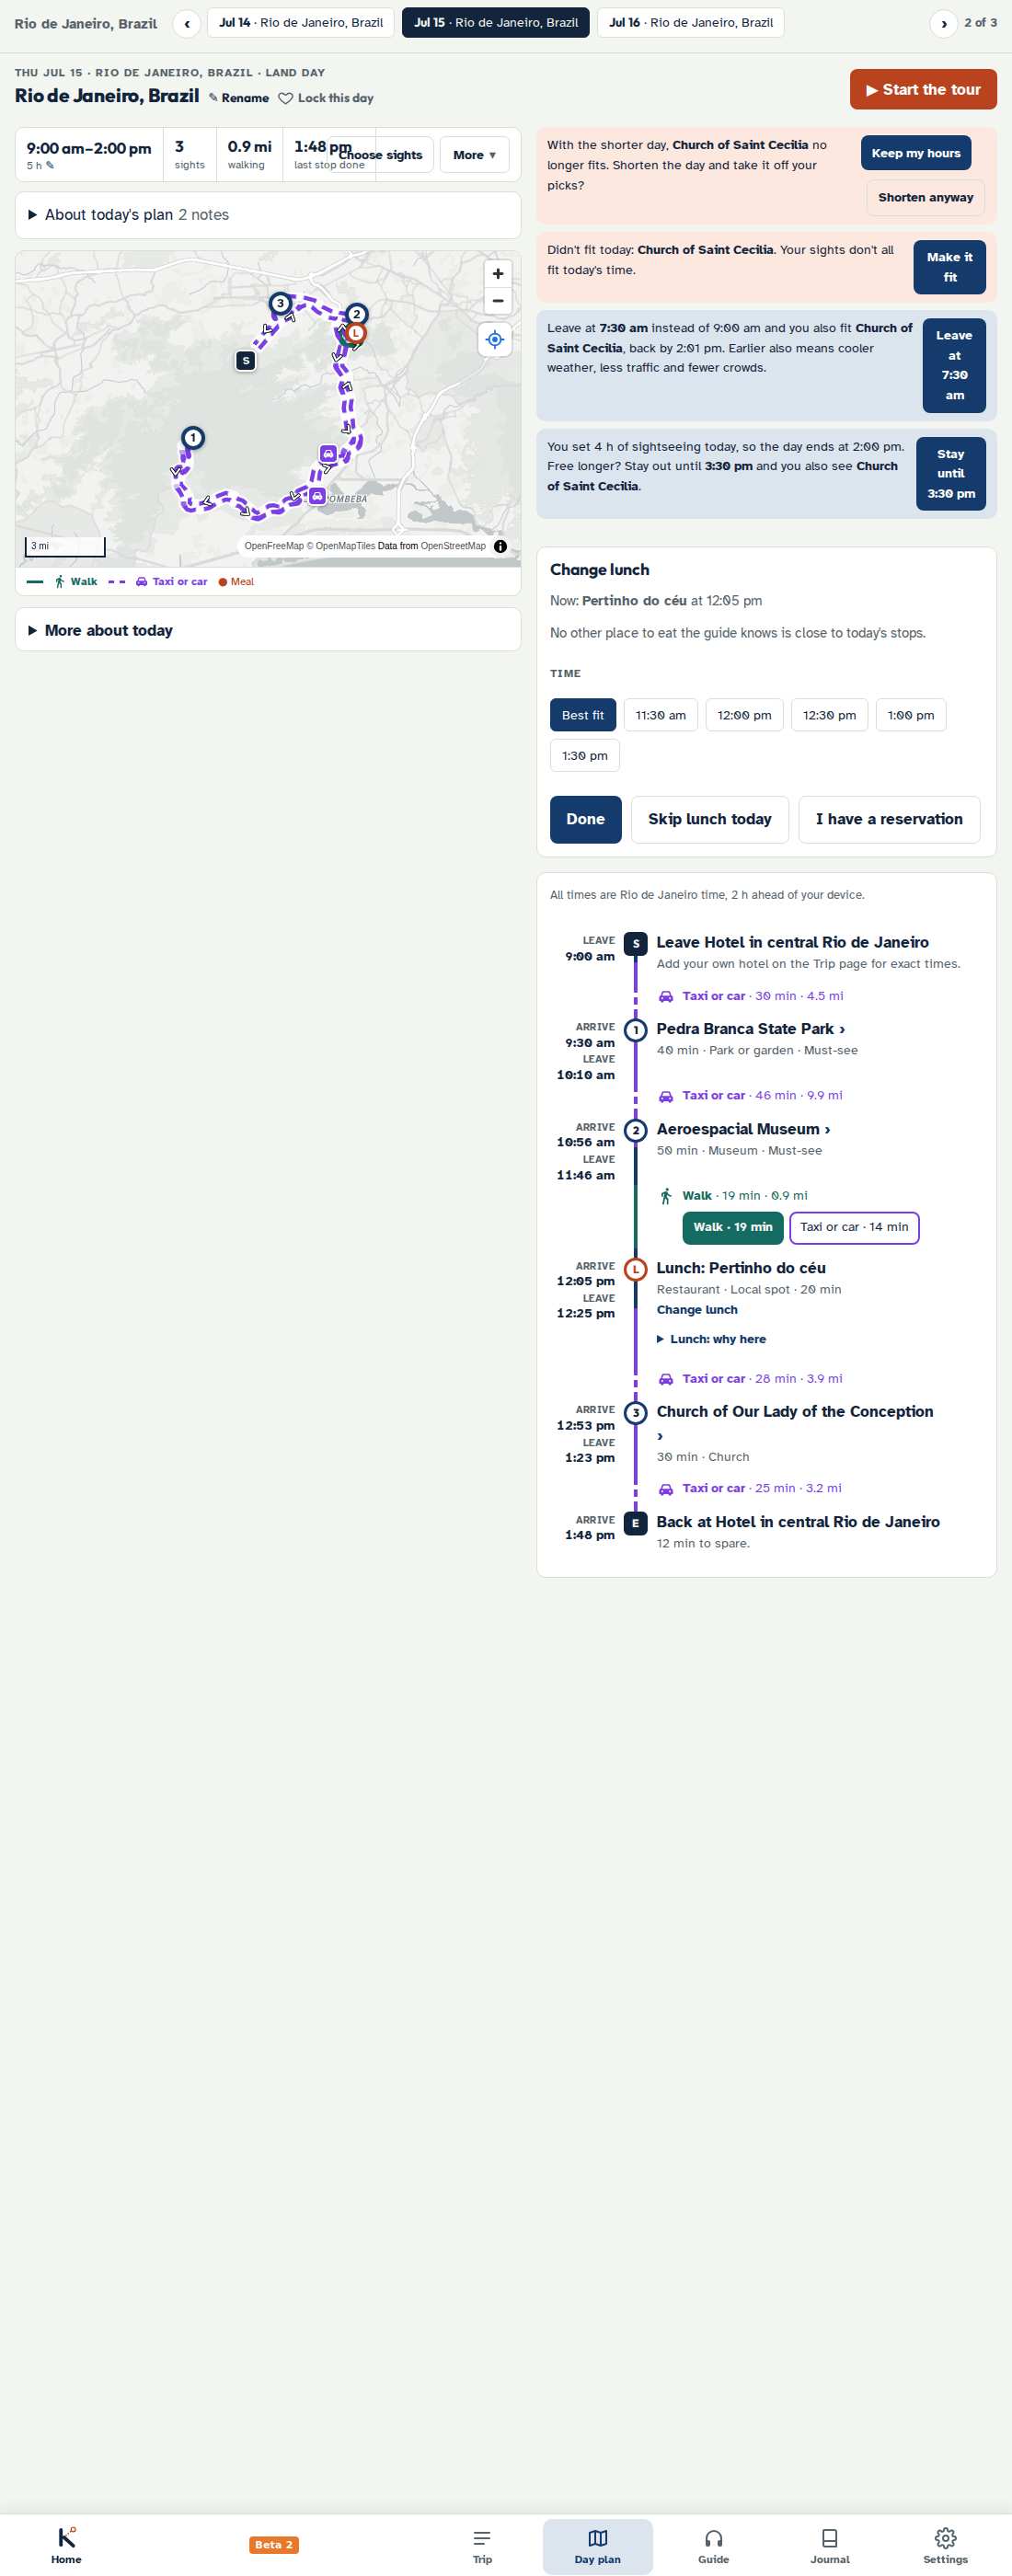 Rio de Janeiro, Brazil
‹
Jul 14 · Rio de Janeiro, Brazil
Jul 15 · Rio de Janeiro, Brazil
Jul 16 · Rio de Janeiro, Brazil
›
2 of 3
THU JUL 15 · RIO DE JANEIRO, BRAZIL · LAND DAY
Rio de Janeiro, Brazil
✎ Rename
Lock this day
▶ Start the tour
9:00 am–2:00 pm
5 h ✎
3
sights
0.9 mi
walking
1:48 pm
last stop done
Choose sights
More ▼
▶ About today's plan 2 notes
3
2
L
S
1
OMBEBA
+
−
3 mi
OpenFreeMap © OpenMapTiles Data from OpenStreetMap
Walk
Taxi or car
Meal
▶ More about today
With the shorter day, Church of Saint Cecilia no
longer fits. Shorten the day and take it off your
picks?
Keep my hours
Shorten anyway
Didn't fit today: Church of Saint Cecilia. Your sights don't all
fit today's time.
Make it
fit
Leave at 7:30 am instead of 9:00 am and you also fit Church of
Saint Cecilia, back by 2:01 pm. Earlier also means cooler
weather, less traffic and fewer crowds.
Leave
at
7:30
am
You set 4 h of sightseeing today, so the day ends at 2:00 pm.
Free longer? Stay out until 3:30 pm and you also see Church
of Saint Cecilia.
Stay
until
3:30 pm
Change lunch
Now: Pertinho do céu at 12:05 pm
No other place to eat the guide knows is close to today's stops.
TIME
Best fit
11:30 am
12:00 pm
12:30 pm
1:00 pm
1:30 pm
Done
Skip lunch today
I have a reservation
All times are Rio de Janeiro time, 2 h ahead of your device.
LEAVE
9:00 am
S
Leave Hotel in central Rio de Janeiro
Add your own hotel on the Trip page for exact times.
Taxi or car · 30 min · 4.5 mi
ARRIVE
9:30 am
LEAVE
10:10 am
1
Pedra Branca State Park ›
40 min · Park or garden · Must-see
Taxi or car · 46 min · 9.9 mi
ARRIVE
10:56 am
LEAVE
11:46 am
2
Aeroespacial Museum ›
50 min · Museum · Must-see
Walk · 19 min · 0.9 mi
Walk · 19 min
Taxi or car · 14 min
ARRIVE
12:05 pm
LEAVE
12:25 pm
L
Lunch: Pertinho do céu
Restaurant · Local spot · 20 min
Change lunch
▶ Lunch: why here
Taxi or car · 28 min · 3.9 mi
ARRIVE
12:53 pm
LEAVE
1:23 pm
3
Church of Our Lady of the Conception
›
30 min · Church
Taxi or car · 25 min · 3.2 mi
ARRIVE
1:48 pm
E
Back at Hotel in central Rio de Janeiro
12 min to spare.
Home
Beta 2
Trip
Day plan
Guide
Journal
Settings